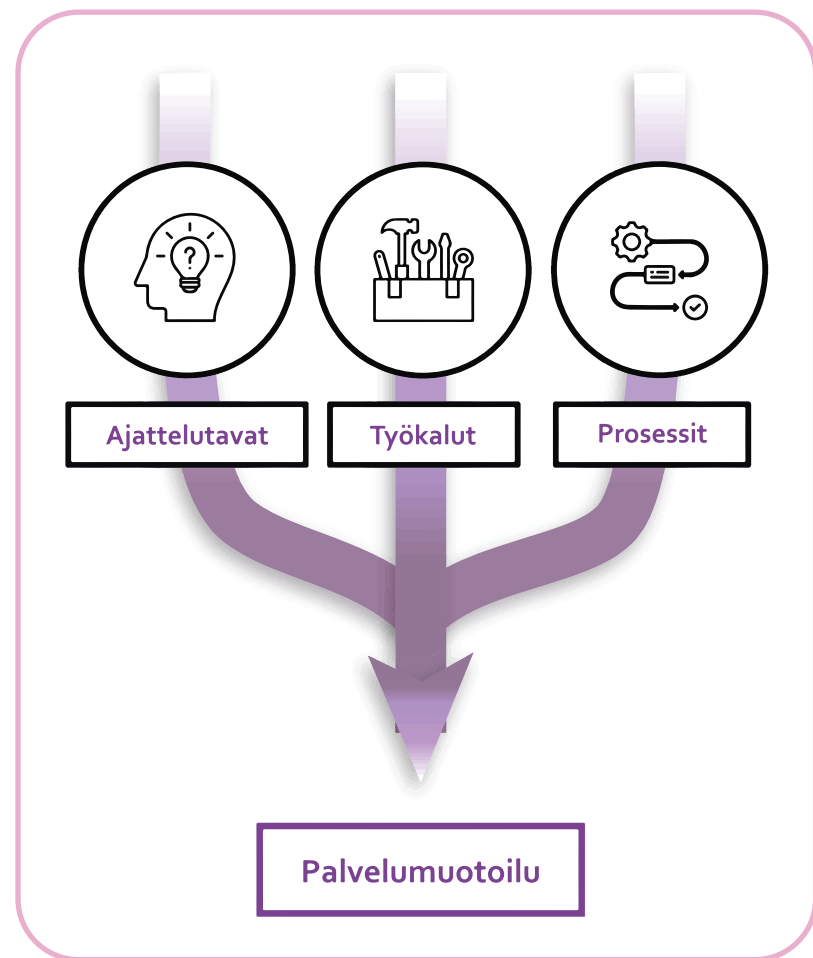 ?
Ajattelutavat
Työkalut
Prosessit
Palvelumuotoilu